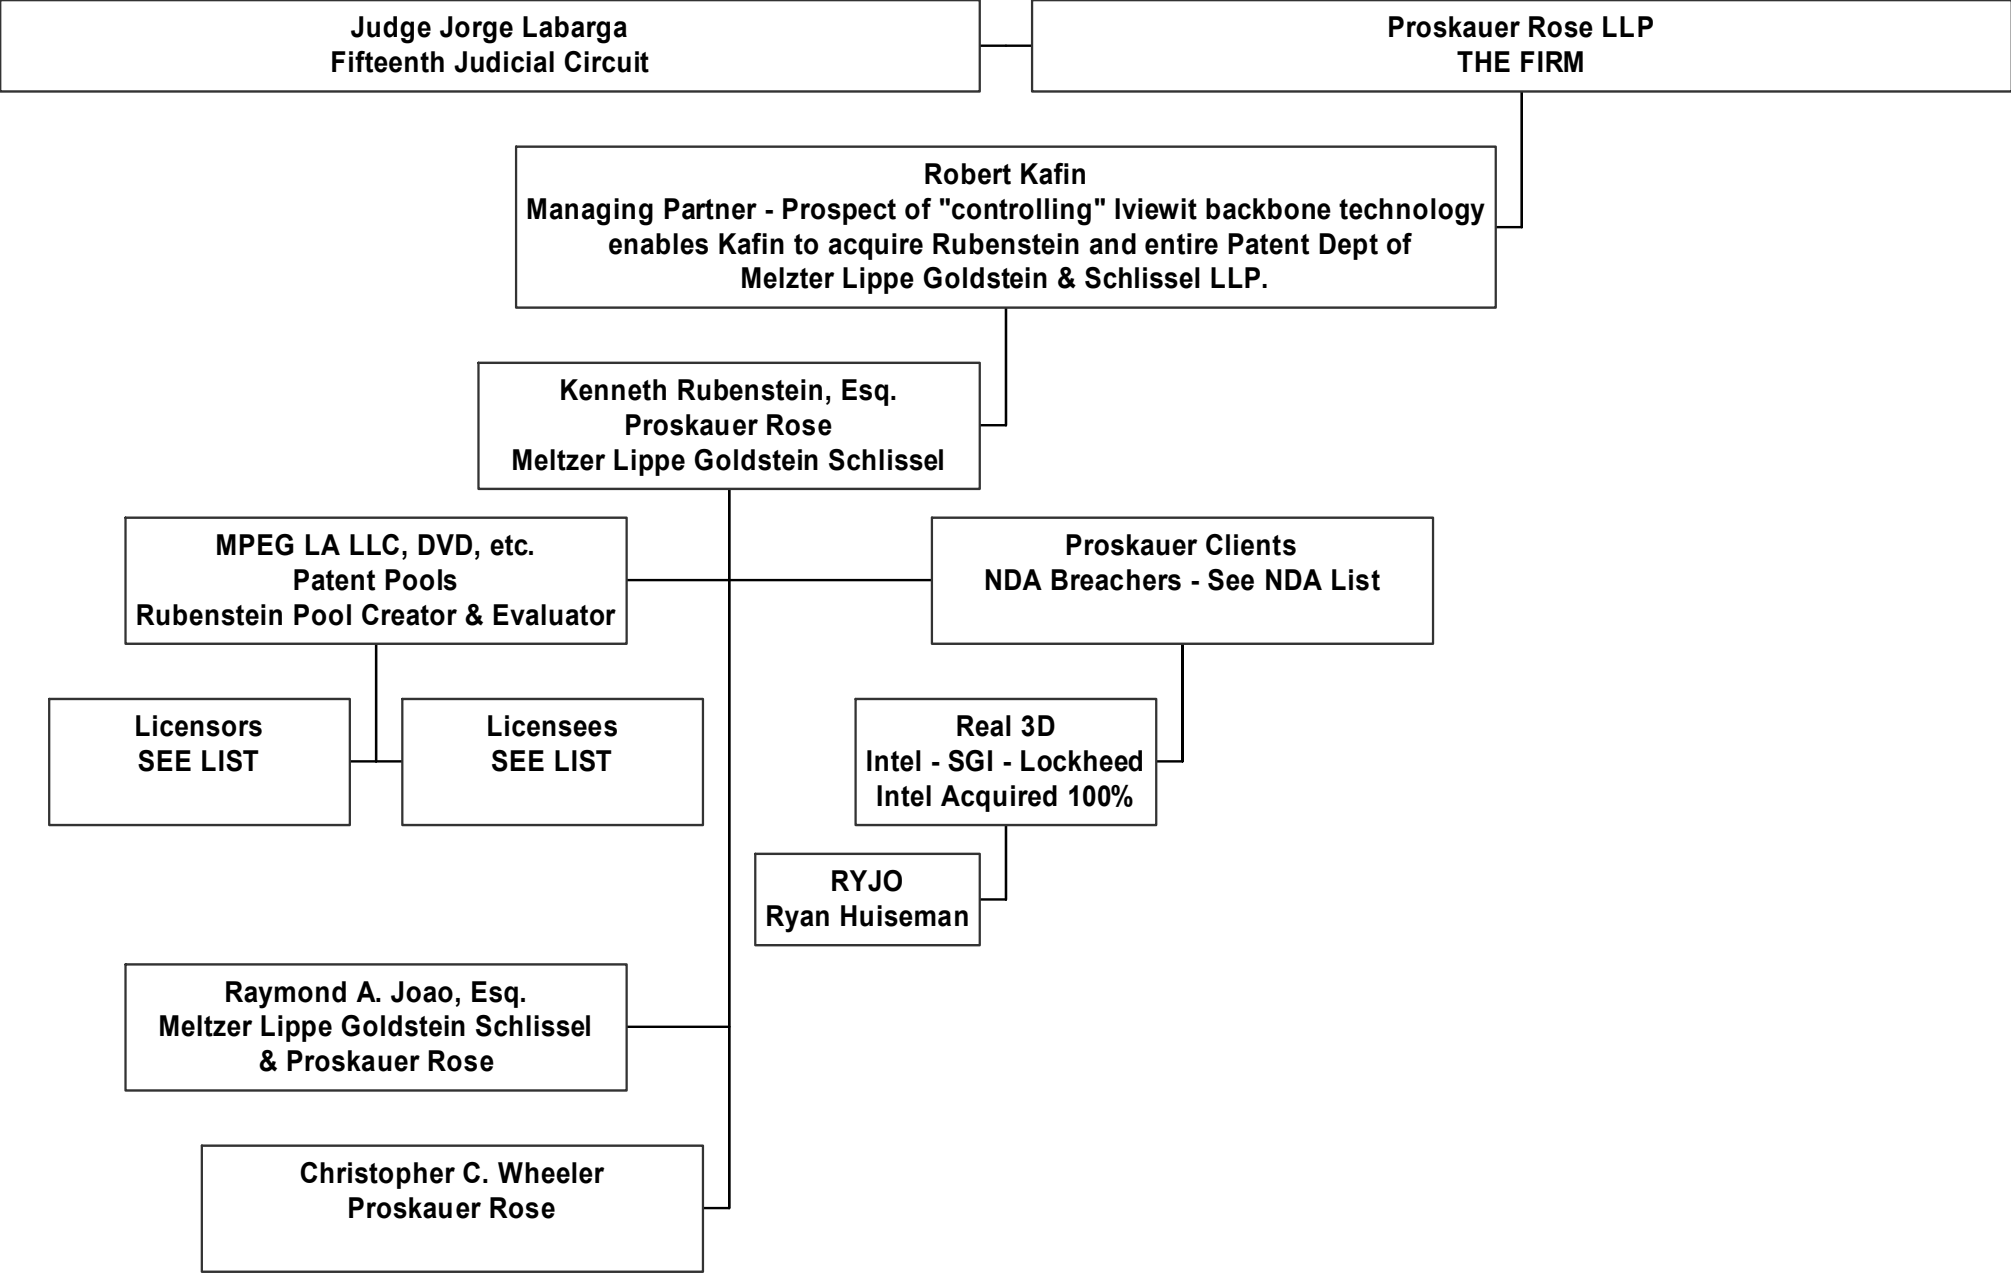 Judge Jorge Labarga
Fifteenth Judicial Circuit
Proskauer Rose LLP
THE FIRM
Robert Kafin
Managing Partner - Prospect of "controlling" Iviewit backbone technology
enables Kafin to acquire Rubenstein and entire Patent Dept of
Melzter Lippe Goldstein & Schlissel LLP.
Kenneth Rubenstein, Esq.
Proskauer Rose
Meltzer Lippe Goldstein Schlissel
MPEG LA LLC, DVD, etc.
Patent Pools
Rubenstein Pool Creator & Evaluator
Proskauer Clients
NDA Breachers - See NDA List
Licensors
SEE LIST
Licensees
SEE LIST
Real 3D
Intel - SGI - Lockheed
Intel Acquired 100%
RYJO
Ryan Huiseman
Raymond A. Joao, Esq.
Meltzer Lippe Goldstein Schlissel
& Proskauer Rose
Christopher C. Wheeler
Proskauer Rose